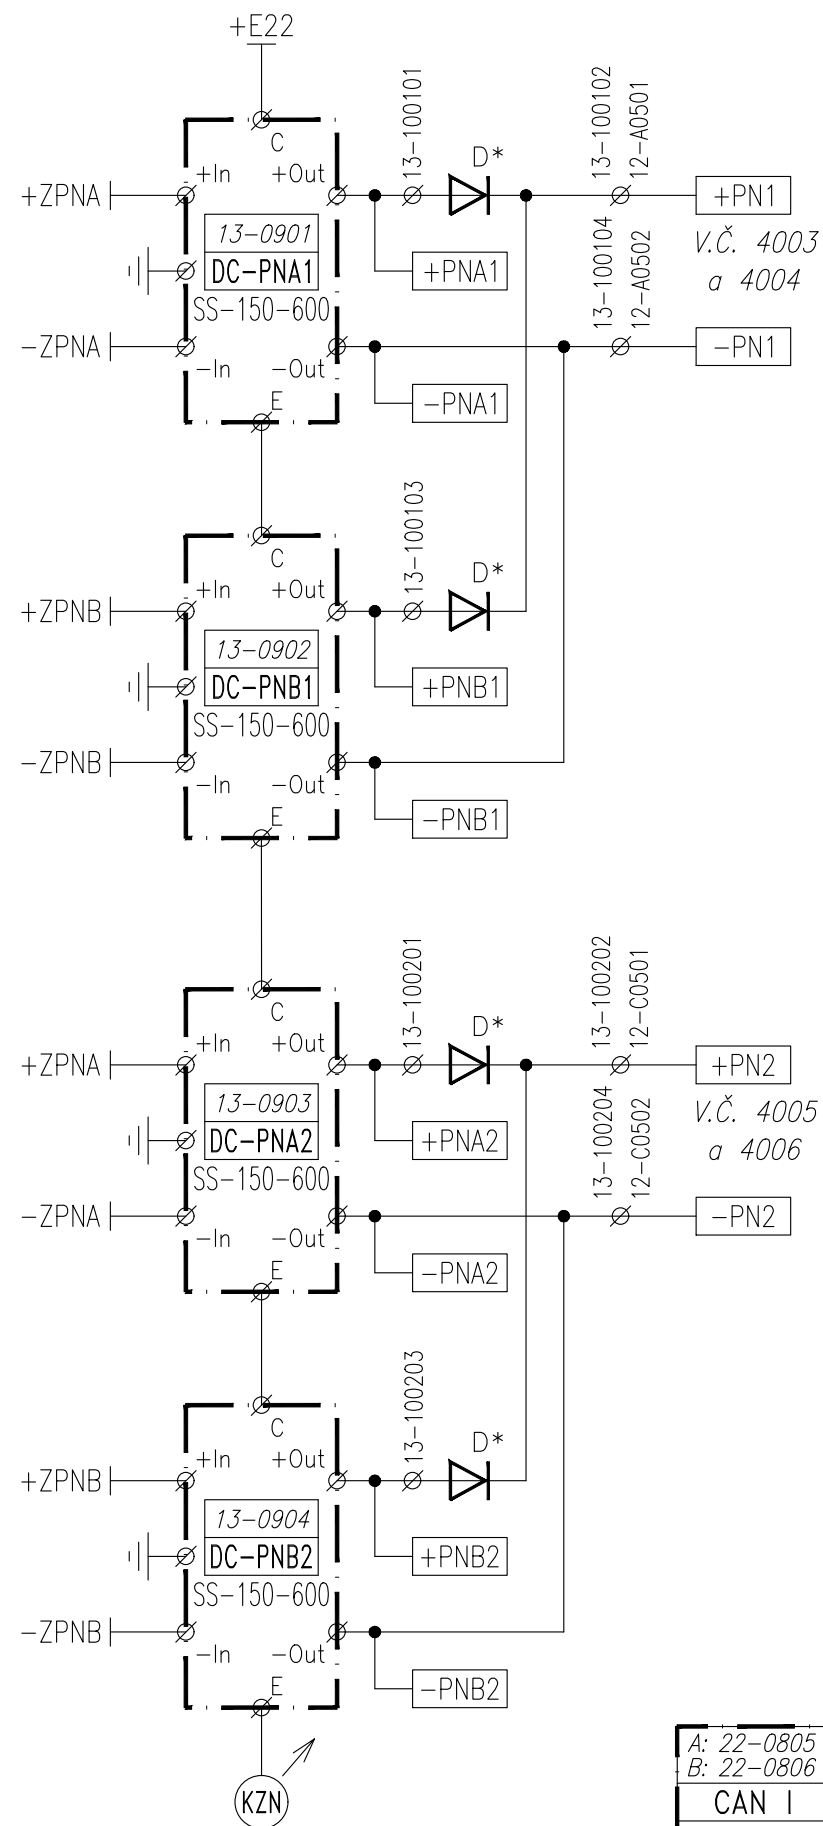 +E22
C
+In
+Out
+ZPNA
13-0901
DC-PNA1
SS-150-600
-ZPNA
-In
-Out
E
13-100101
D*
13-100102
12-A0501
+PN1
V.Č. 4003
a 4004
+PNA1
13-100104
12-A0502
-PN1
-PNA1
C
+In
+Out
+ZPNB
13-0902
DC-PNB1
SS-150-600
-ZPNB
-In
-Out
E
13-100103
D*
+PNB1
-PNB1
C
+In
+Out
+ZPNA
13-0903
DC-PNA2
SS-150-600
-ZPNA
-In
-Out
E
13-100201
D*
13-100202
12-C0501
+PN2
V.Č. 4005
a 4006
+PNA2
13-100204
12-C0502
-PN2
-PNA2
C
+In
+Out
+ZPNB
13-0904
DC-PNB2
SS-150-600
-ZPNB
-In
-Out
E
13-100203
D*
+PNB2
-PNB2
KZN
A: 22-0805
B: 22-0806
CAN I